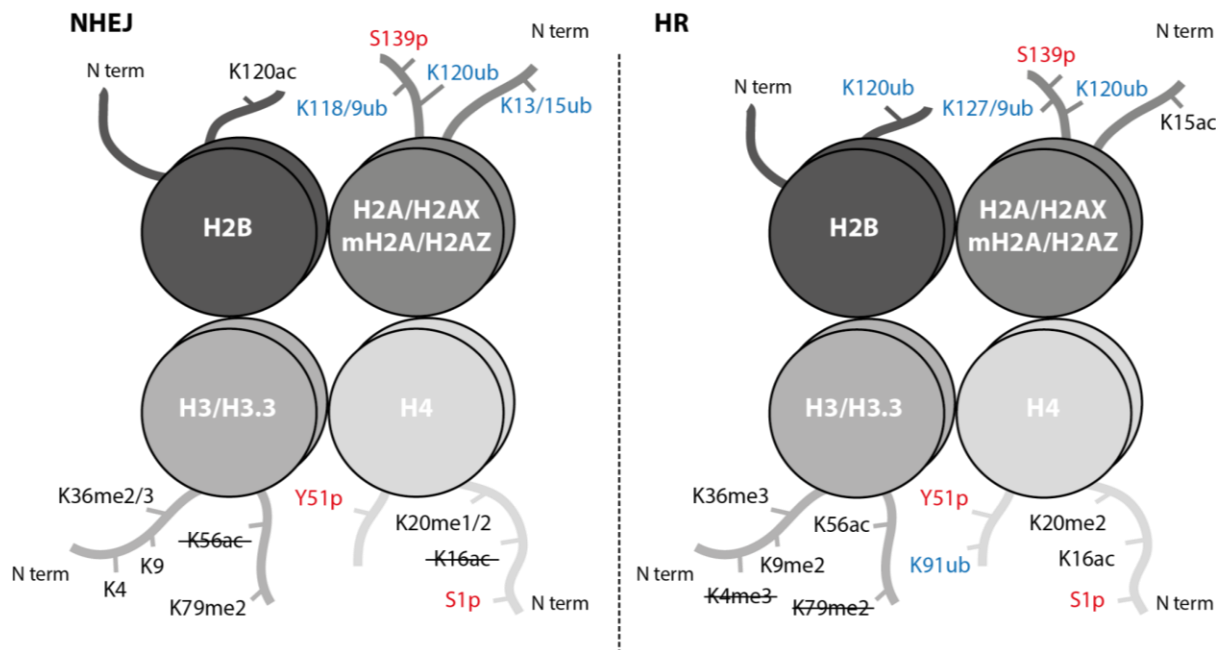 NHEJ
S139p
N term
N term
K120ac
K120ub
K118/9ub
K13/15ub
H2B
H2A/H2AX
mH2A/H2AZ
H3/H3.3
H4
K36me2/3
Y51p
K20me1/2
K56ac
K16ac
K9
N term
K4
K79me2
S1p
N term
HR
N term
S139p
N term
K120ub
K127/9ub
K120ub
K15ac
H2B
H2A/H2AX
mH2A/H2AZ
H3/H3.3
H4
K36me3
Y51p
K56ac
K20me2
K9me2
K91ub
K16ac
N term
K4me3
K79me2
S1p
N term